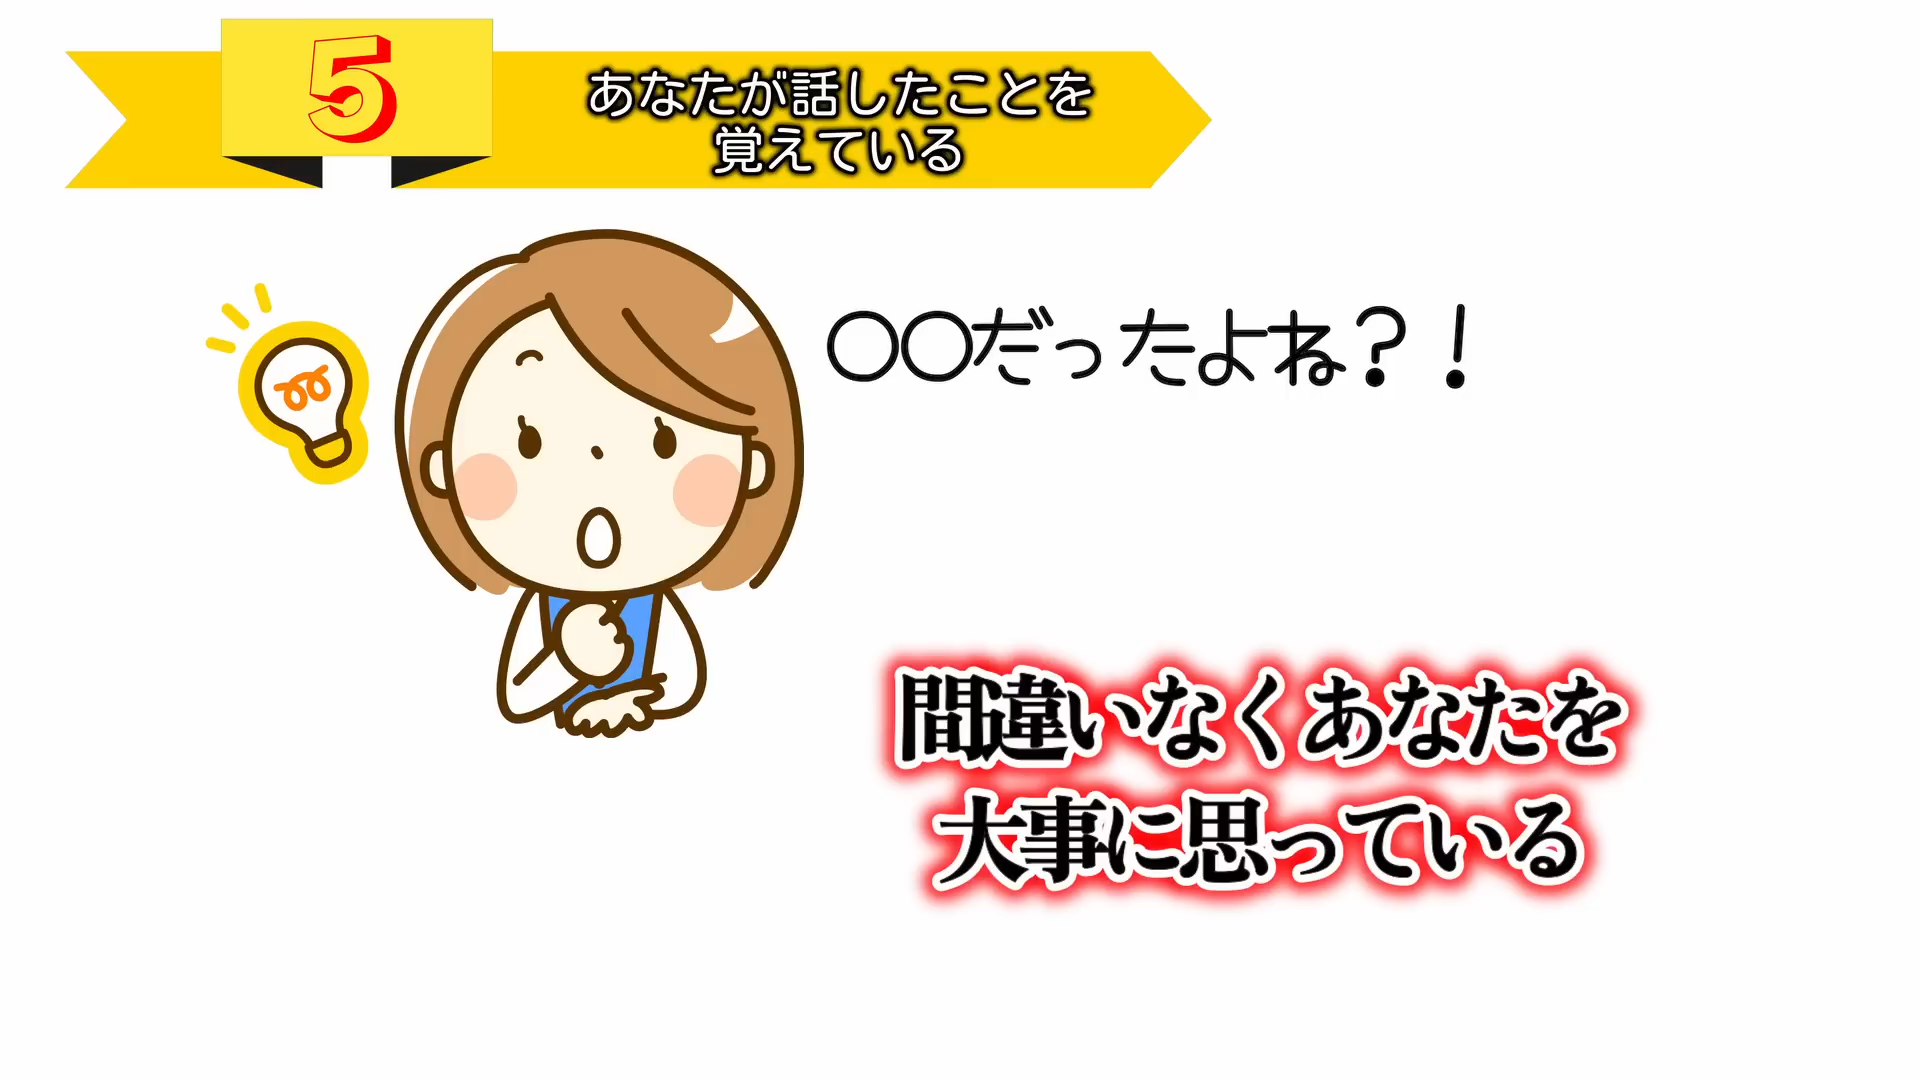 5
あなたが話したことを
覚えている
〇〇だったよね?!
間違いなくあなたを
大事に思っている